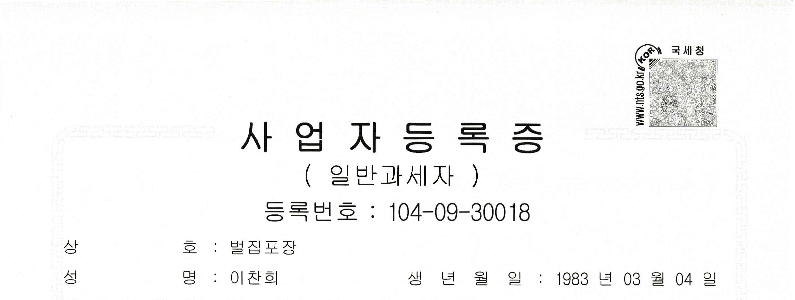 국세청
KOR
www.nts.go.kr
사업자등록증
( 일반과세자 )
등록번호 : 104-09-30018
상 호 : 벌집포장
성 명 : 이찬희 생 년 월 일 : 1983 년 03 월 04 일